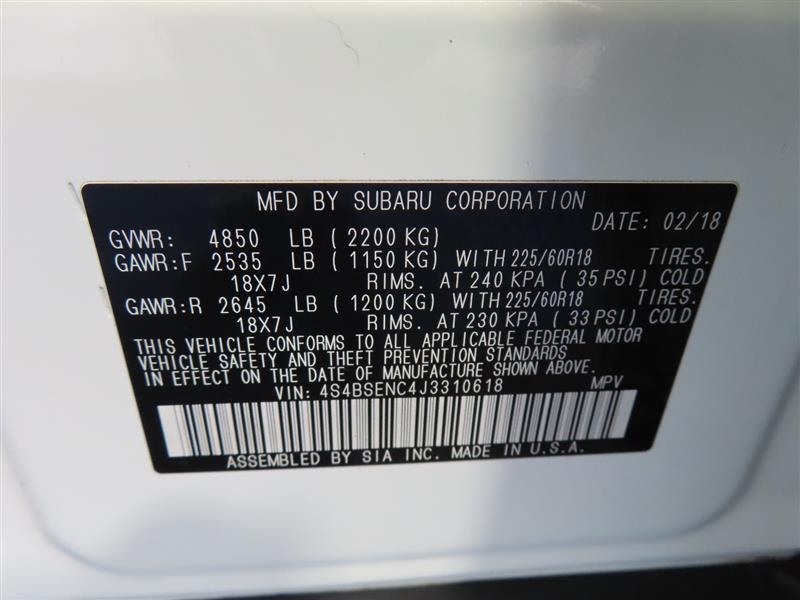 MFD BY SUBARU CORPORATION
DATE: 02/18
GVWR: 4850 LB ( 2200 KG)
GAWR:F 2535 LB ( 1150 KG) WITH 225/60R18 TIRES.
18X7J RIMS. AT 240 KPA ( 35 PSI) COLD
GAWR:R 2645 LB ( 1200 KG) WITH 225/60R18 TIRES.
18X7J RIMS. AT 230 KPA ( 33 PSI) COLD
THIS VEHICLE CONFORMS TO ALL APPLICABLE FEDERAL MOTOR
VEHICLE SAFETY AND THEFT PREVENTION STANDARDS
IN EFFECT ON THE DATE OF MANUFACTURE SHOWN ABOVE.
VIN: 4S4BSENC4J3310618 MPV
ASSEMBLED BY SIA INC. MADE IN U.S.A.